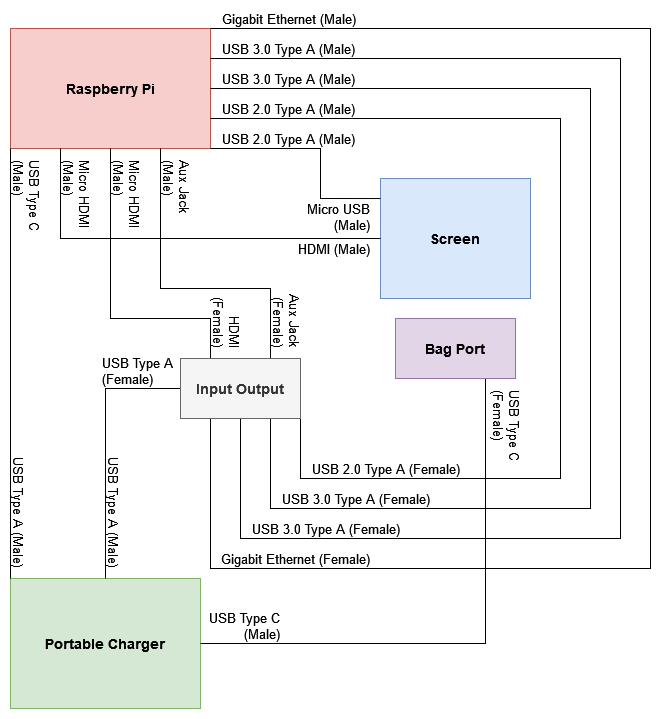 Gigabit Ethernet (Male)
USB 3.0 Type A (Male)
Raspberry Pi
USB 3.0 Type A (Male)
USB 2.0 Type A (Male)
USB 2.0 Type A (Male)
USB Type C
(Male)
Micro HDMI
(Male)
Micro HDMI
(Male)
Aux Jack
(Male)
Micro USB
(Male)
HDMI (Male)
Screen
HDMI
(Female)
Aux Jack
(Female)
Bag Port
USB Type A
(Female)
Input Output
USB Type C
(Female)
USB Type A (Male)
USB Type A (Male)
USB 2.0 Type A (Female)
USB 3.0 Type A (Female)
USB 3.0 Type A (Female)
Gigabit Ethernet (Female)
USB Type C
(Male)
Portable Charger